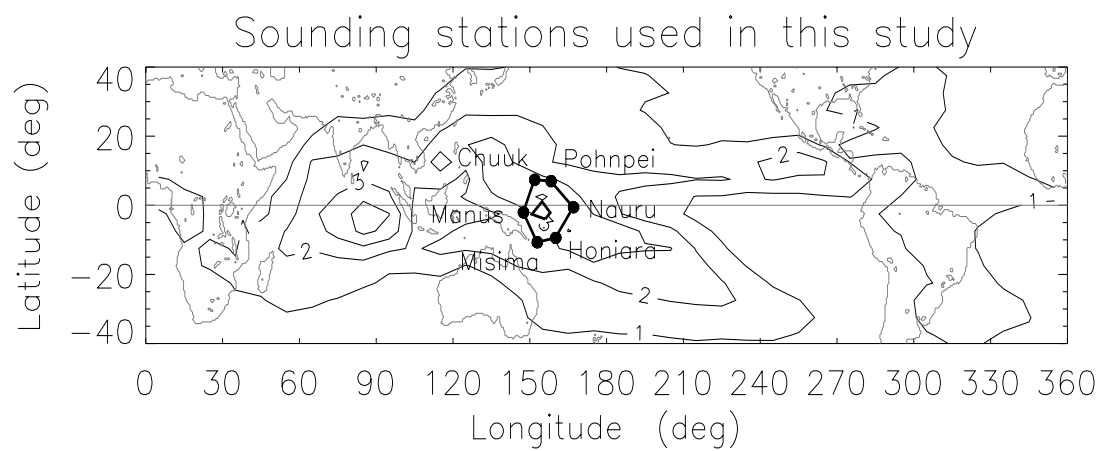 Sounding stations used in this study
Latitude (deg)
40
20
0
−20
−40
Chuuk
Pohnpei
Manus
Nauru
Misima
Honiara
3
2
2
2
1
1
1
0 30 60 90 120 150 180 210 240 270 300 330 360
Longitude (deg)